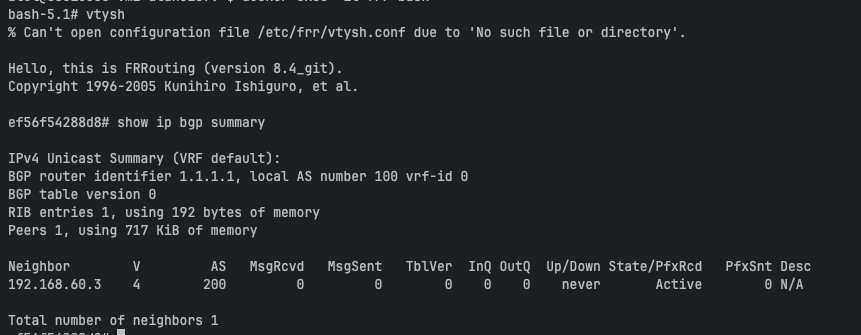 bash-5.1# vtysh
% Can't open configuration file /etc/frr/vtysh.conf due to 'No such file or directory'.
Hello, this is FRRouting (version 8.4_git).
Copyright 1996-2005 Kunihiro Ishiguro, et al.
ef56f54288d8# show ip bgp summary
IPv4 Unicast Summary (VRF default):
BGP router identifier 1.1.1.1, local AS number 100 vrf-id 0
BGP table version 0
RIB entries 1, using 192 bytes of memory
Peers 1, using 717 KiB of memory
Neighbor        V         AS   MsgRcvd   MsgSent   TblVer  InQ OutQ  Up/Down State/PfxRcd   PfxSnt Desc
192.168.60.3    4        200         0         0        0    0    0    never       Active        0 N/A
Total number of neighbors 1